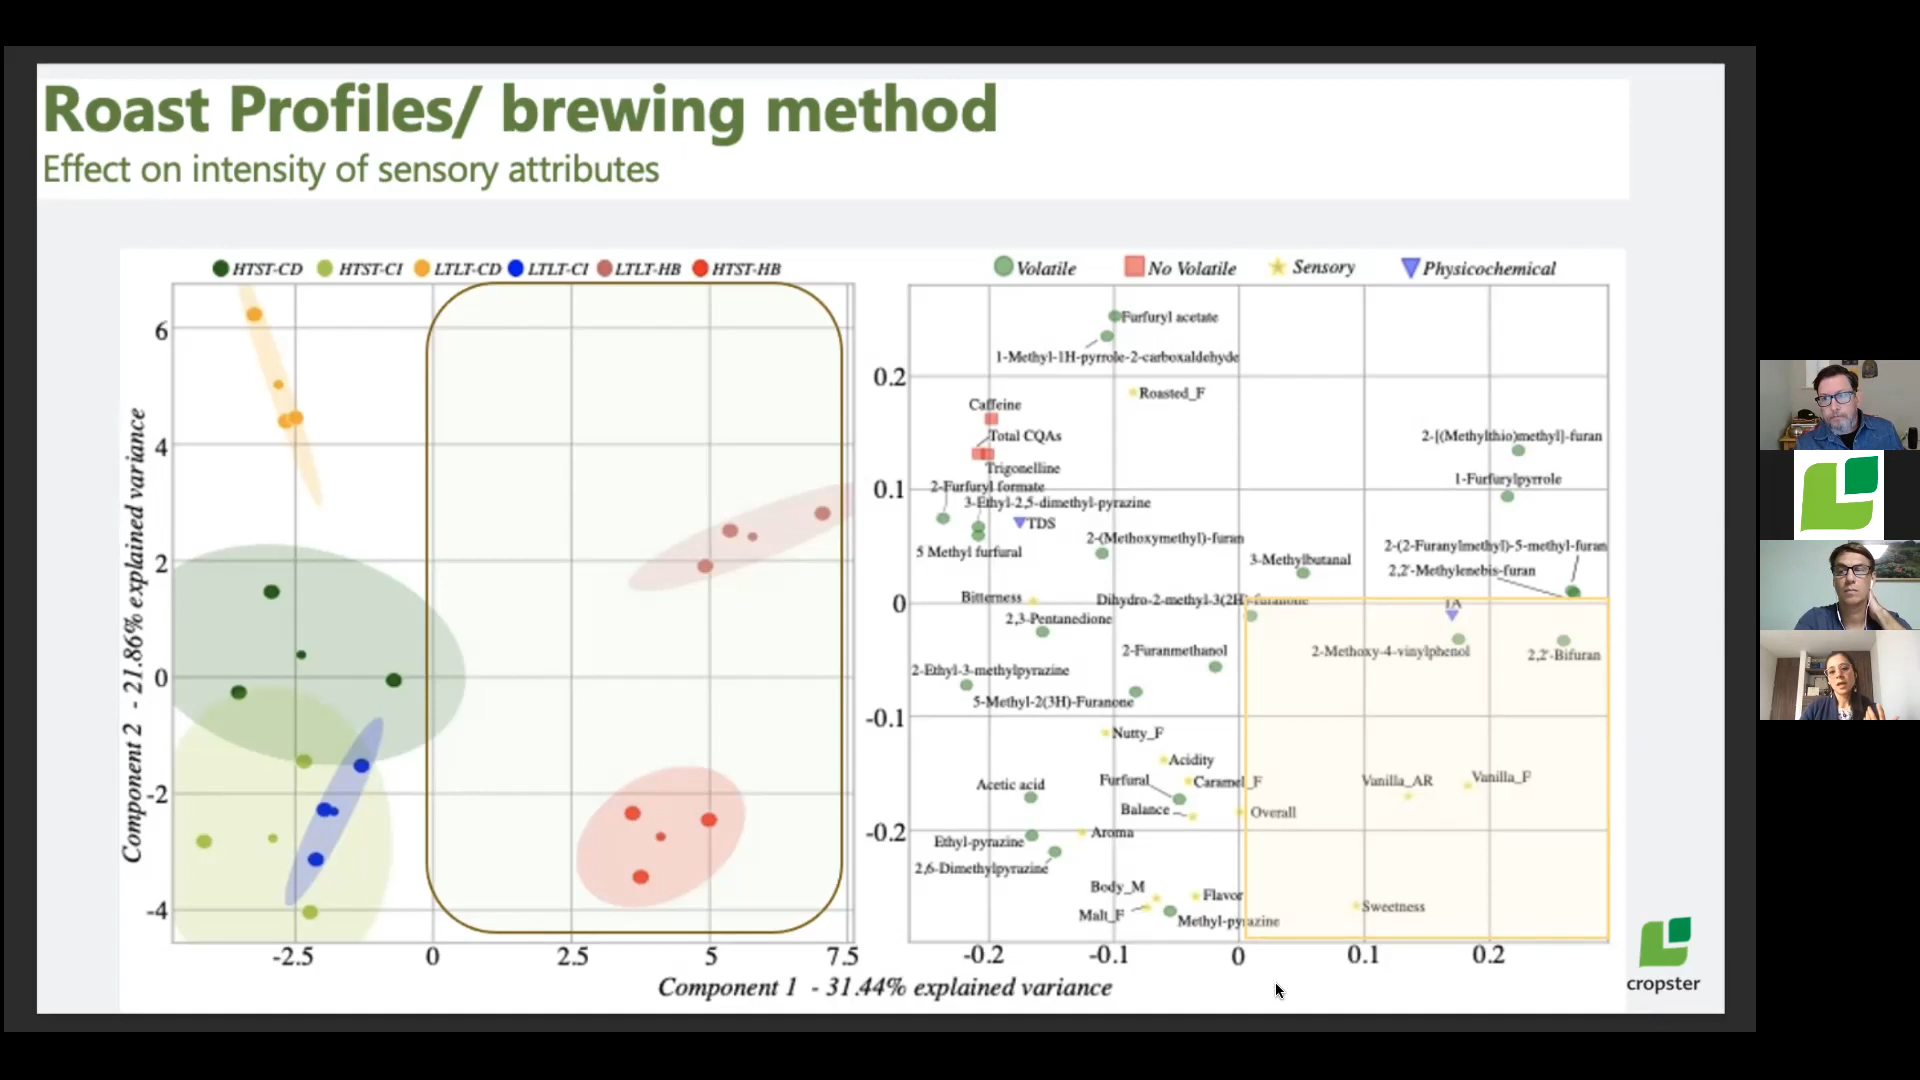 Roast Profiles/ brewing method
Effect on intensity of sensory attributes
HTST-CD HTST-CI LTLT-CD LTLT-CI LTLT-HB HTST-HB
Volatile No Volatile Sensory Physicochemical
Component 2 - 21.86% explained variance
6
4
2
0
-2
-4
-2.5 0 2.5 5 7.5
Furfuryl acetate
1-Methyl-1H-pyrrole-2-carboxaldehyde
0.2
Roasted_F
Caffeine
Total CQAs
2-[(Methylthio)methyl]-furan
Trigonelline
1-Furfurylpyrrole
2-Furfuryl formate
0.1
3-Ethyl-2,5-dimethyl-pyrazine
TDS
2-(Methoxymethyl)-furan
5 Methyl furfural
2-(2-Furanylmethyl)-5-methyl-furan
3-Methylbutanal
2,2'-Methylenebis-furan
Bitterness
Dihydro-2-methyl-3(2H)-furanone
0
TA
2,3-Pentanedione
2-Furanmethanol
2-Methoxy-4-vinylphenol
2,2'-Bifuran
2-Ethyl-3-methylpyrazine
5-Methyl-2(3H)-Furanone
-0.1
Nutty_F
Acidity
Furfural
Caramel_F
Vanilla_AR
Vanilla_F
Acetic acid
Balance
Overall
-0.2
Aroma
Ethyl-pyrazine
2,6-Dimethylpyrazine
Body_M
Flavor
Malt_F
Methyl-pyrazine
Sweetness
-0.2 -0.1 0 0.1 0.2
Component 1 - 31.44% explained variance
cropster